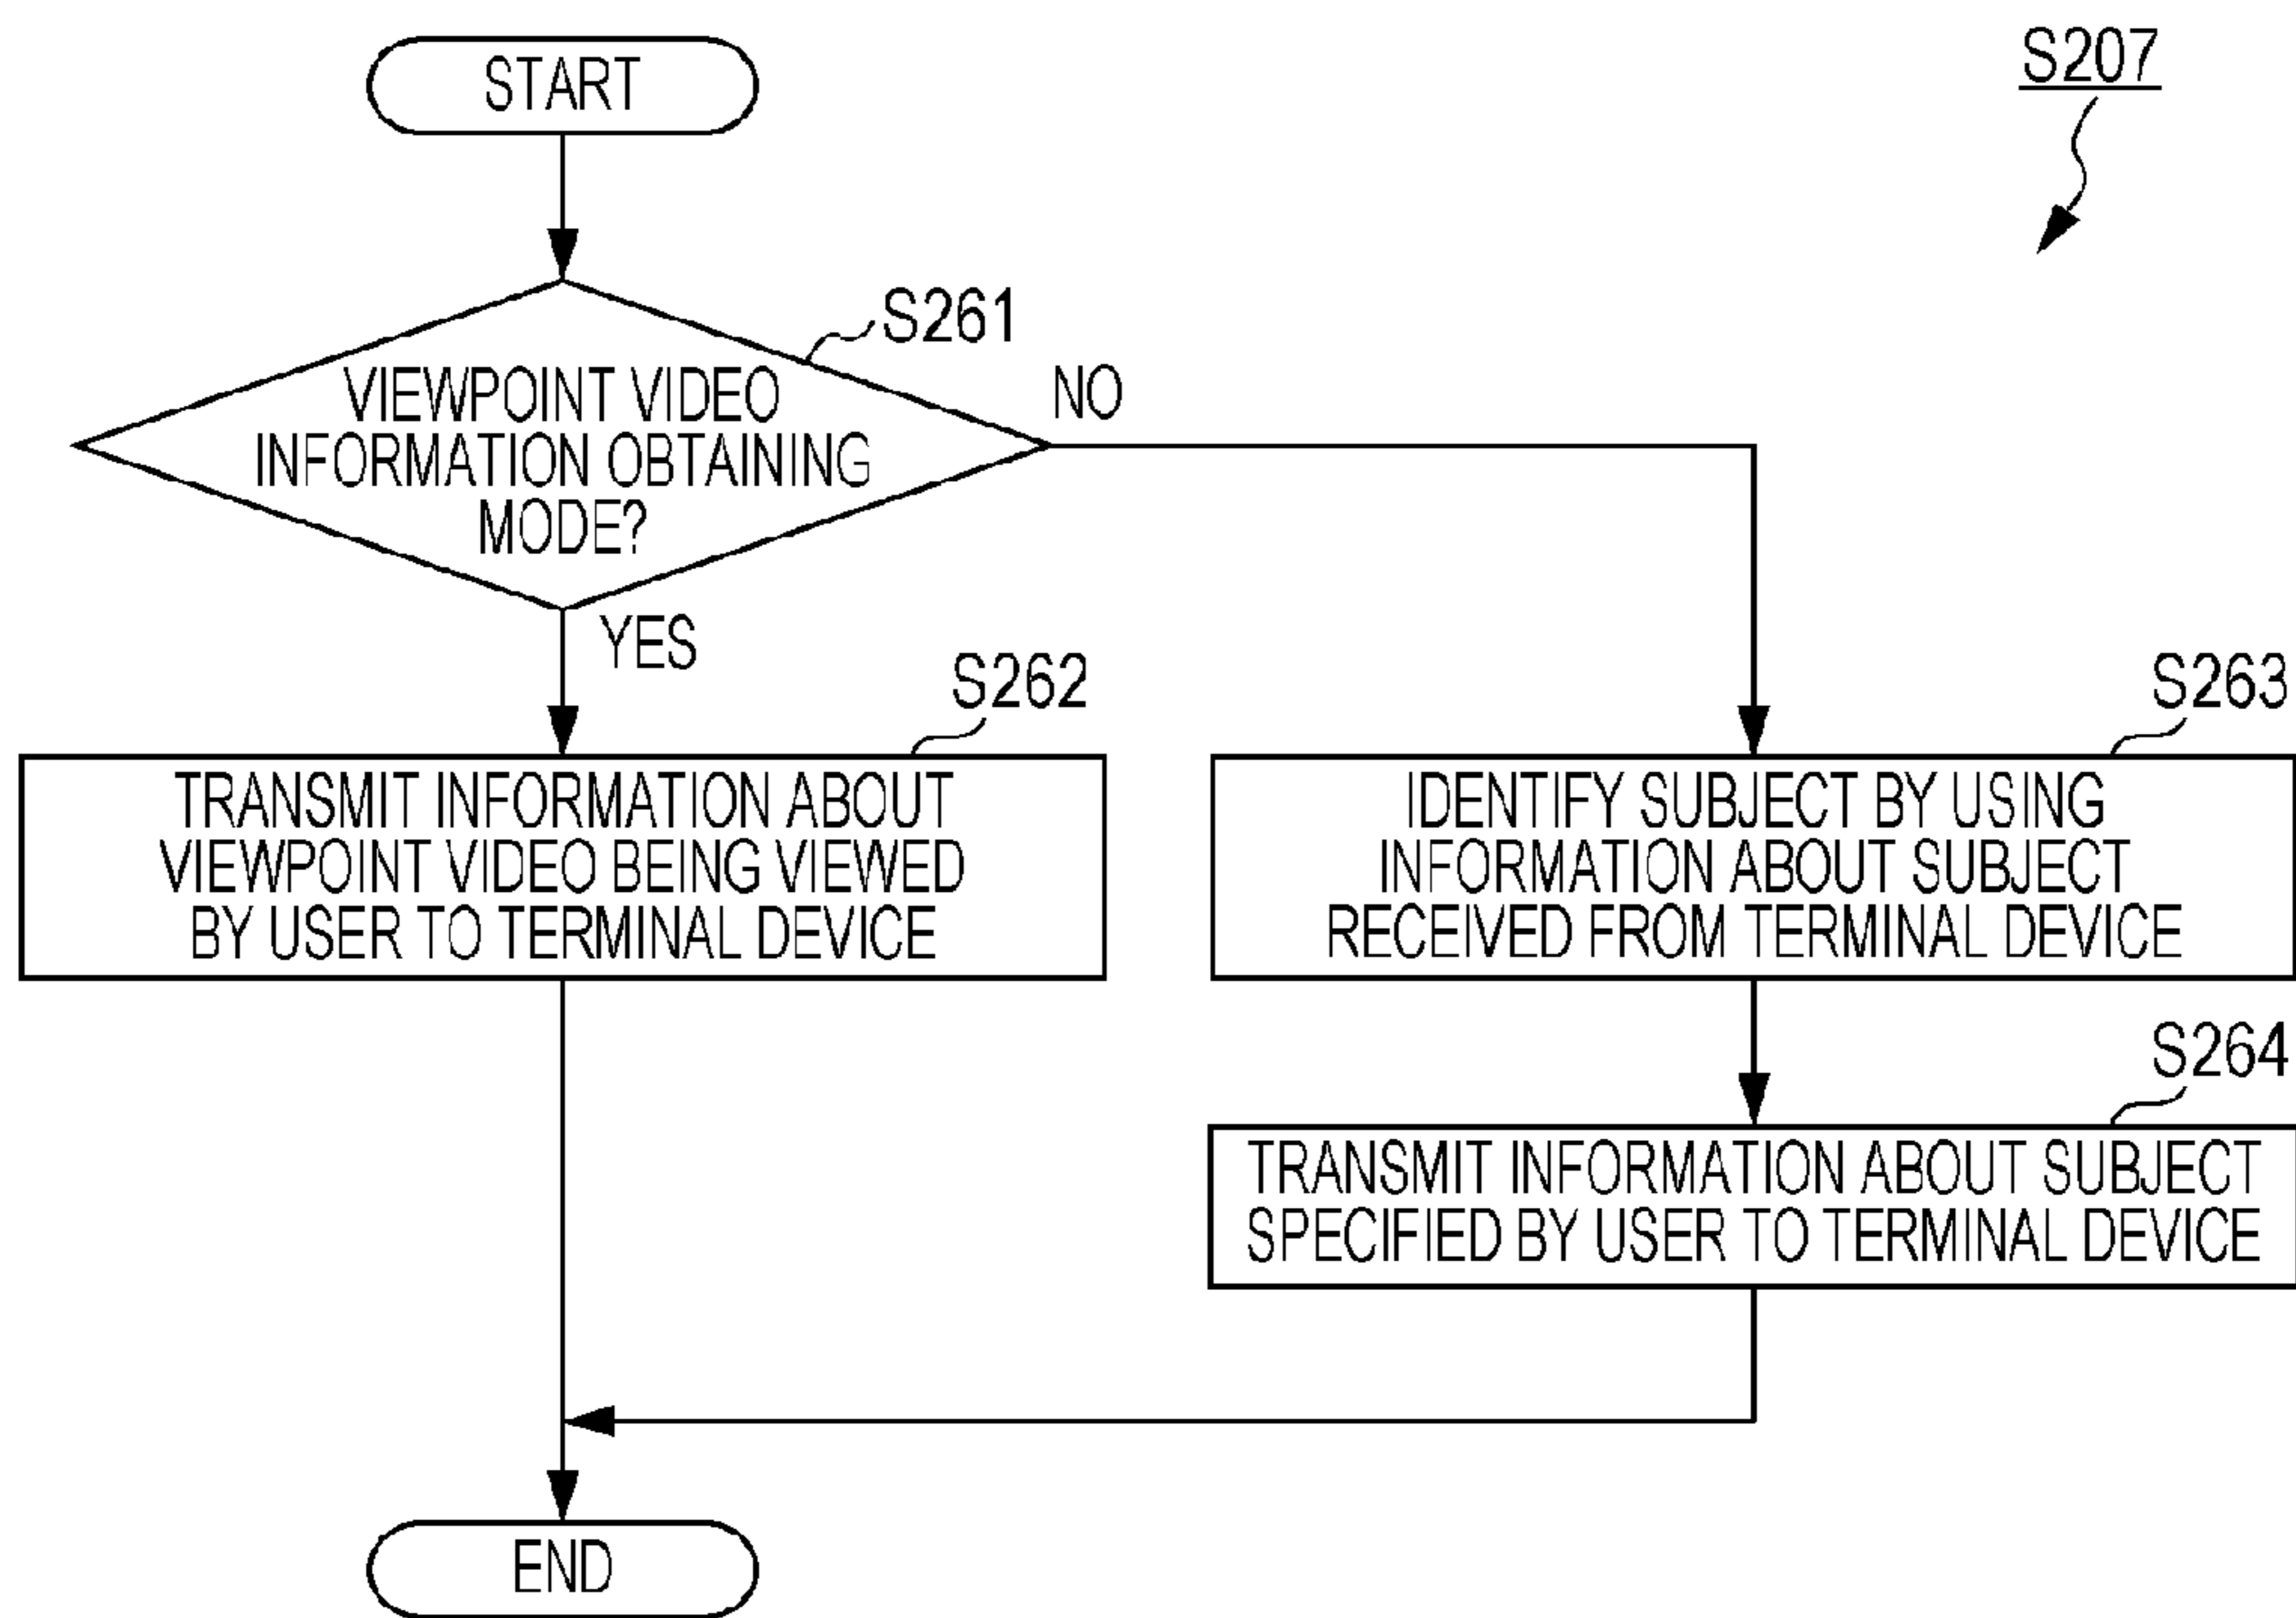 START
S207
S261
VIEWPOINT VIDEO
INFORMATION OBTAINING
MODE?
NO
YES
S262
TRANSMIT INFORMATION ABOUT
VIEWPOINT VIDEO BEING VIEWED
BY USER TO TERMINAL DEVICE
S263
IDENTIFY SUBJECT BY USING
INFORMATION ABOUT SUBJECT
RECEIVED FROM TERMINAL DEVICE
S264
TRANSMIT INFORMATION ABOUT SUBJECT
SPECIFIED BY USER TO TERMINAL DEVICE
END